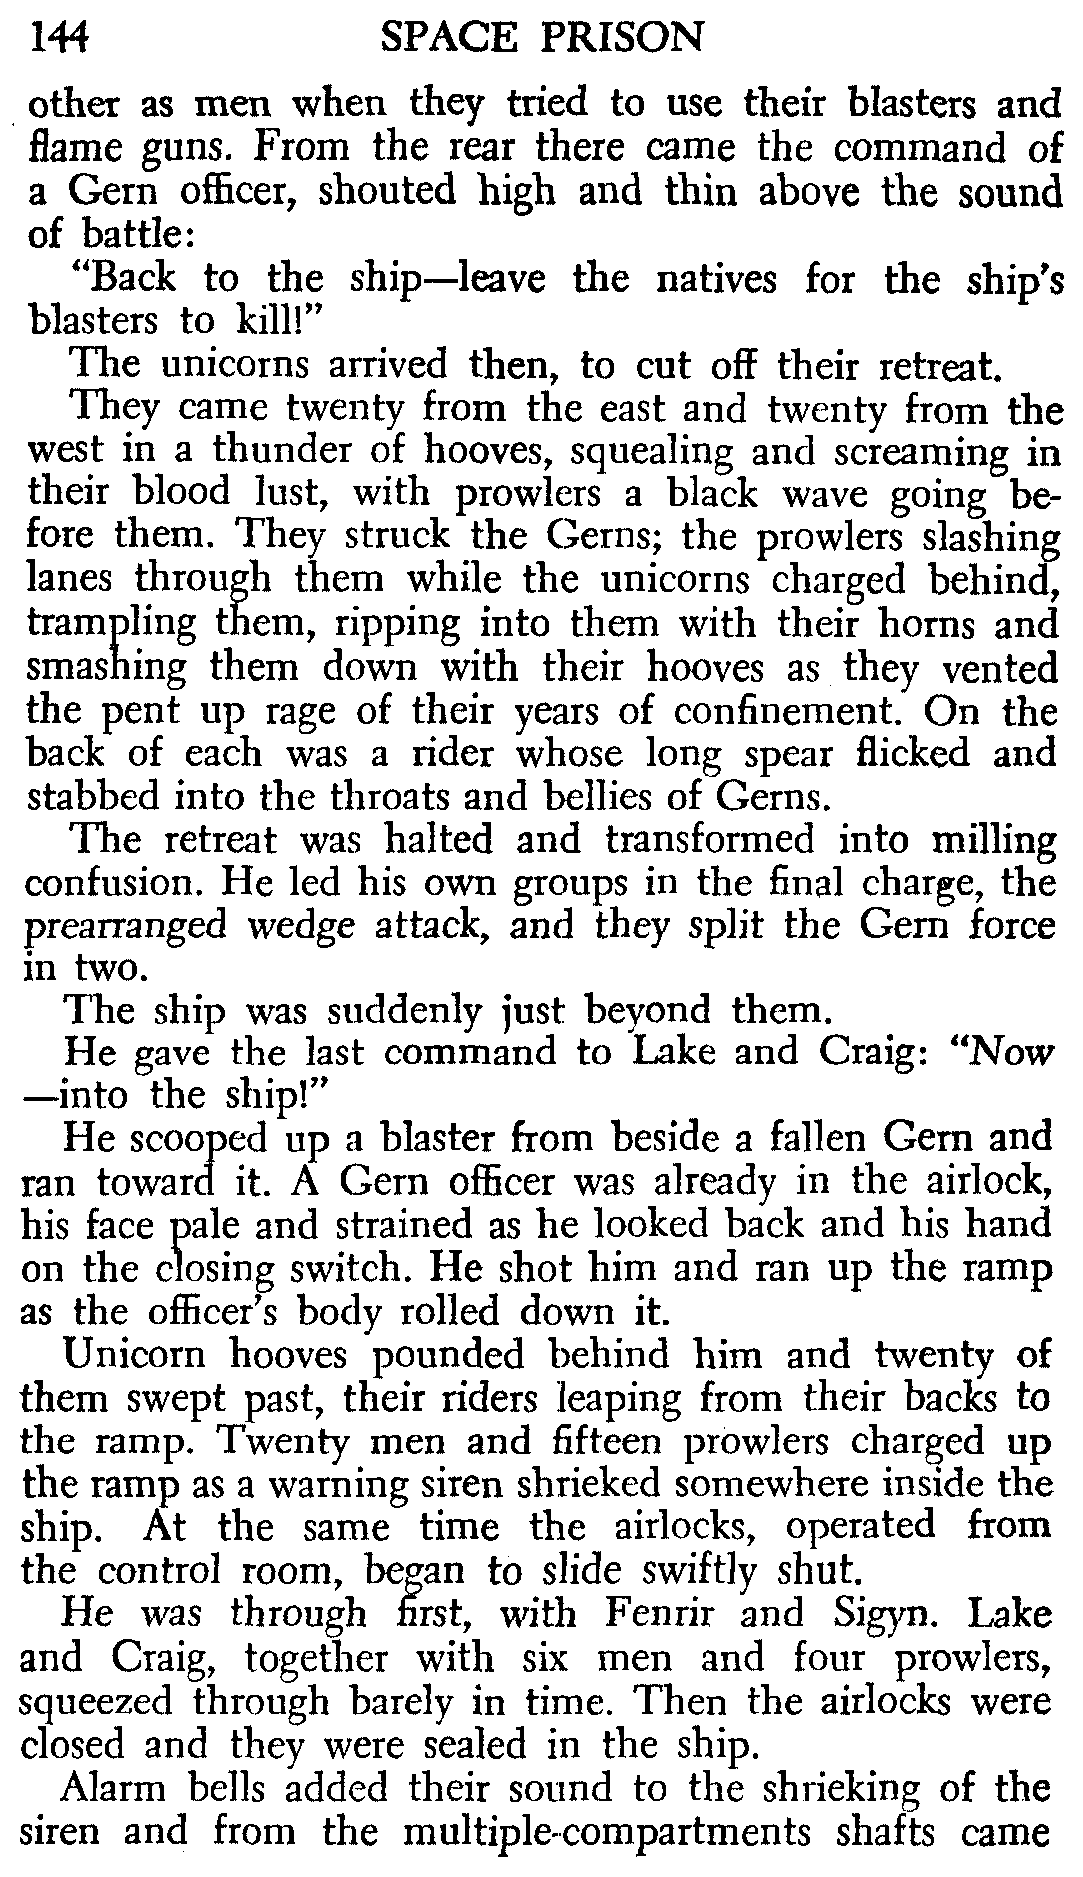 144 SPACE PRISON
other as men when they tried to use their blasters and
flame guns. From the rear there came the command of
a Gern officer, shouted high and thin above the sound
of battle:
“Back to the ship—leave the natives for the ship’s
blasters to kill!”
The unicorns arrived then, to cut off their retreat.
They came twenty from the east and twenty from the
west in a thunder of hooves, squealing and screaming in
their blood lust, with prowlers a black wave going be-
fore them. They struck the Gerns; the prowlers slashing
lanes through them while the unicorns charged behind,
trampling them, ripping into them with their horns and
smashing them down with their hooves as they vented
the pent up rage of their years of confinement. On the
back of each was a rider whose long spear flicked and
stabbed into the throats and bellies of Gerns.
The retreat was halted and transformed into milling
confusion. He led his own groups in the final charge, the
prearranged wedge attack, and they split the Gern force
in two.
The ship was suddenly just beyond them.
He gave the last command to Lake and Craig: “Now
—into the ship!”
He scooped up a blaster from beside a fallen Gern and
ran toward it. A Gern officer was already in the airlock,
his face pale and strained as he looked back and his hand
on the closing switch. He shot him and ran up the ramp
as the officer’s body rolled down it.
Unicorn hooves pounded behind him and twenty of
them swept past, their riders leaping from their backs to
the ramp. Twenty men and fifteen prowlers charged up
the ramp as a warning siren shrieked somewhere inside the
ship. At the same time the airlocks, operated from
the control room, began to slide swiftly shut.
He was through first, with Fenrir and Sigyn. Lake
and Craig, together with six men and four prowlers,
squeezed through barely in time. Then the airlocks were
closed and they were sealed in the ship.
Alarm bells added their sound to the shrieking of the
siren and from the multiple-compartments shafts came